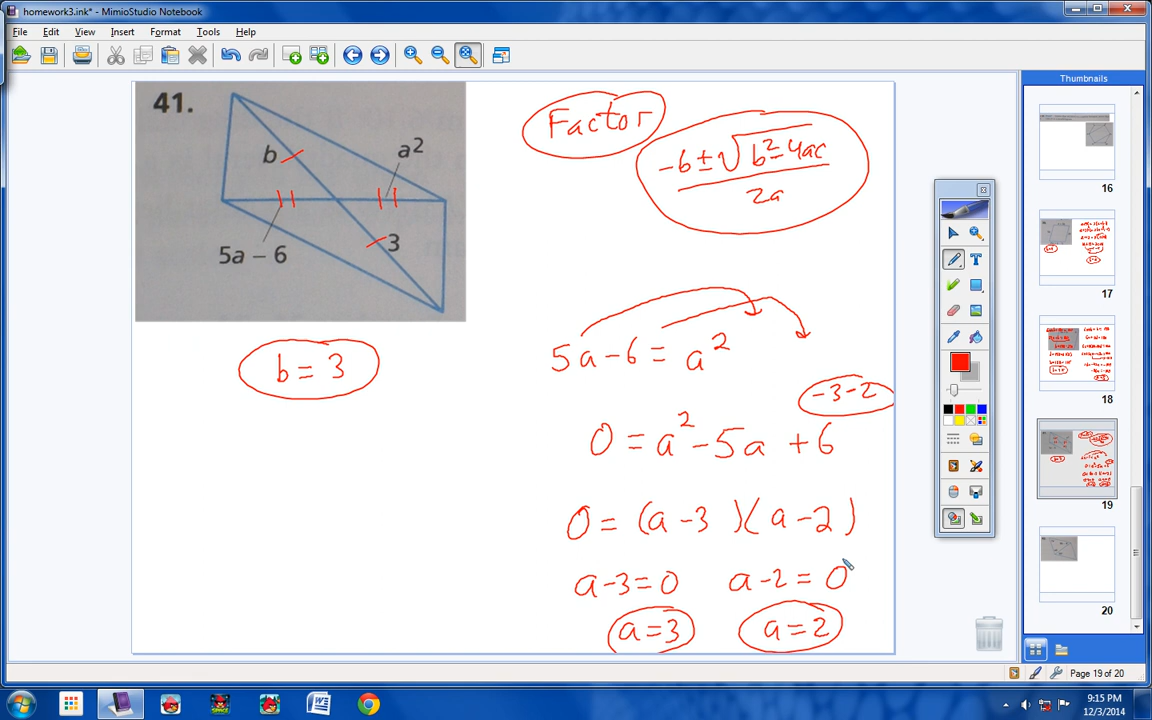 homework3.ink* - MimioStudio Notebook
File Edit View Insert Format Tools Help
Thumbnails
41.
b
a²
3
5a – 6
Factor
-b ± √b² - 4ac
2a
b = 3
5a - 6 = a²
-3 -2
0 = a² - 5a + 6
0 = (a - 3)(a - 2)
a - 3 = 0 a - 2 = 0
a = 3 a = 2
16
17
18
19
20
Page 19 of 20
9:15 PM
12/3/2014